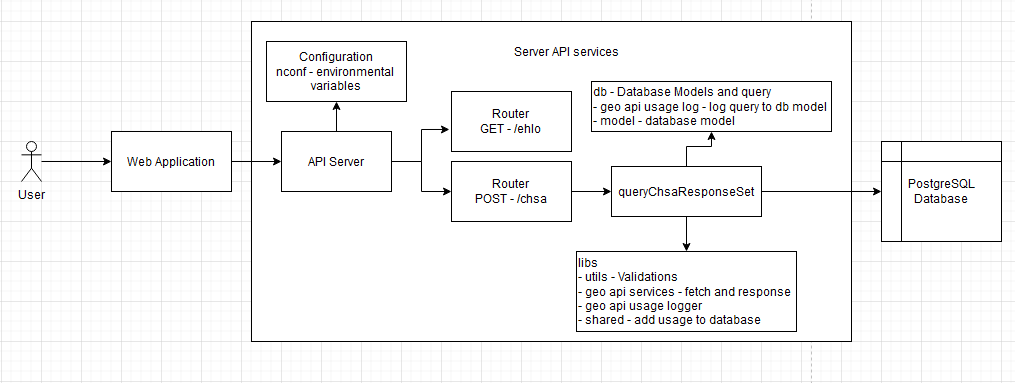 Server API services
Configuration
nconf - environmental
variables
db - Database Models and query
- geo api usage log - log query to db model
- model - database model
Router
GET - /ehlo
User
Web Application
API Server
Router
POST - /chsa
queryChsaResponseSet
PostgreSQL
Database
libs
- utils - Validations
- geo api services - fetch and response
- geo api usage logger
- shared - add usage to database